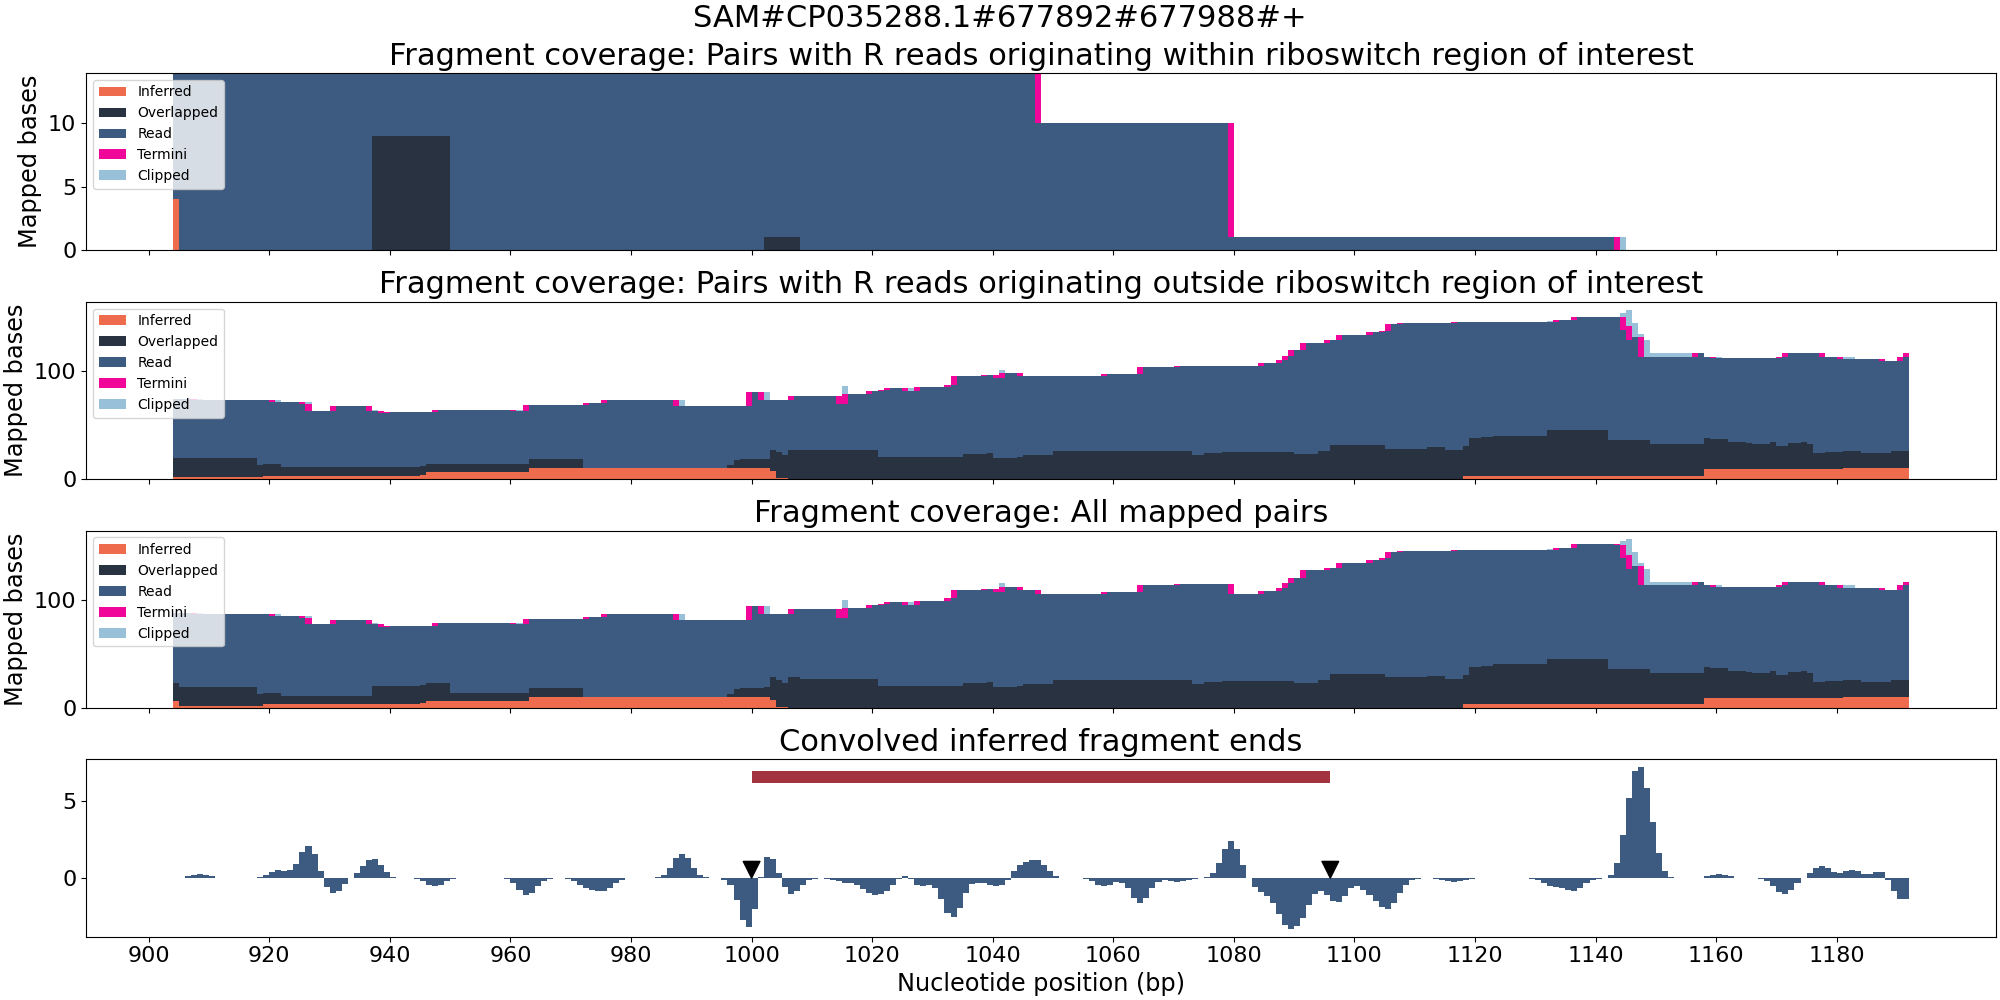 SAM#CP035288.1#677892#677988#+
Fragment coverage: Pairs with R reads originating within riboswitch region of interest
Mapped bases
10
5
0
Inferred
Overlapped
Read
Termini
Clipped
Fragment coverage: Pairs with R reads originating outside riboswitch region of interest
Mapped bases
100
0
Inferred
Overlapped
Read
Termini
Clipped
Fragment coverage: All mapped pairs
Mapped bases
100
0
Inferred
Overlapped
Read
Termini
Clipped
Convolved inferred fragment ends
5
0
900 920 940 960 980 1000 1020 1040 1060 1080 1100 1120 1140 1160 1180
Nucleotide position (bp)